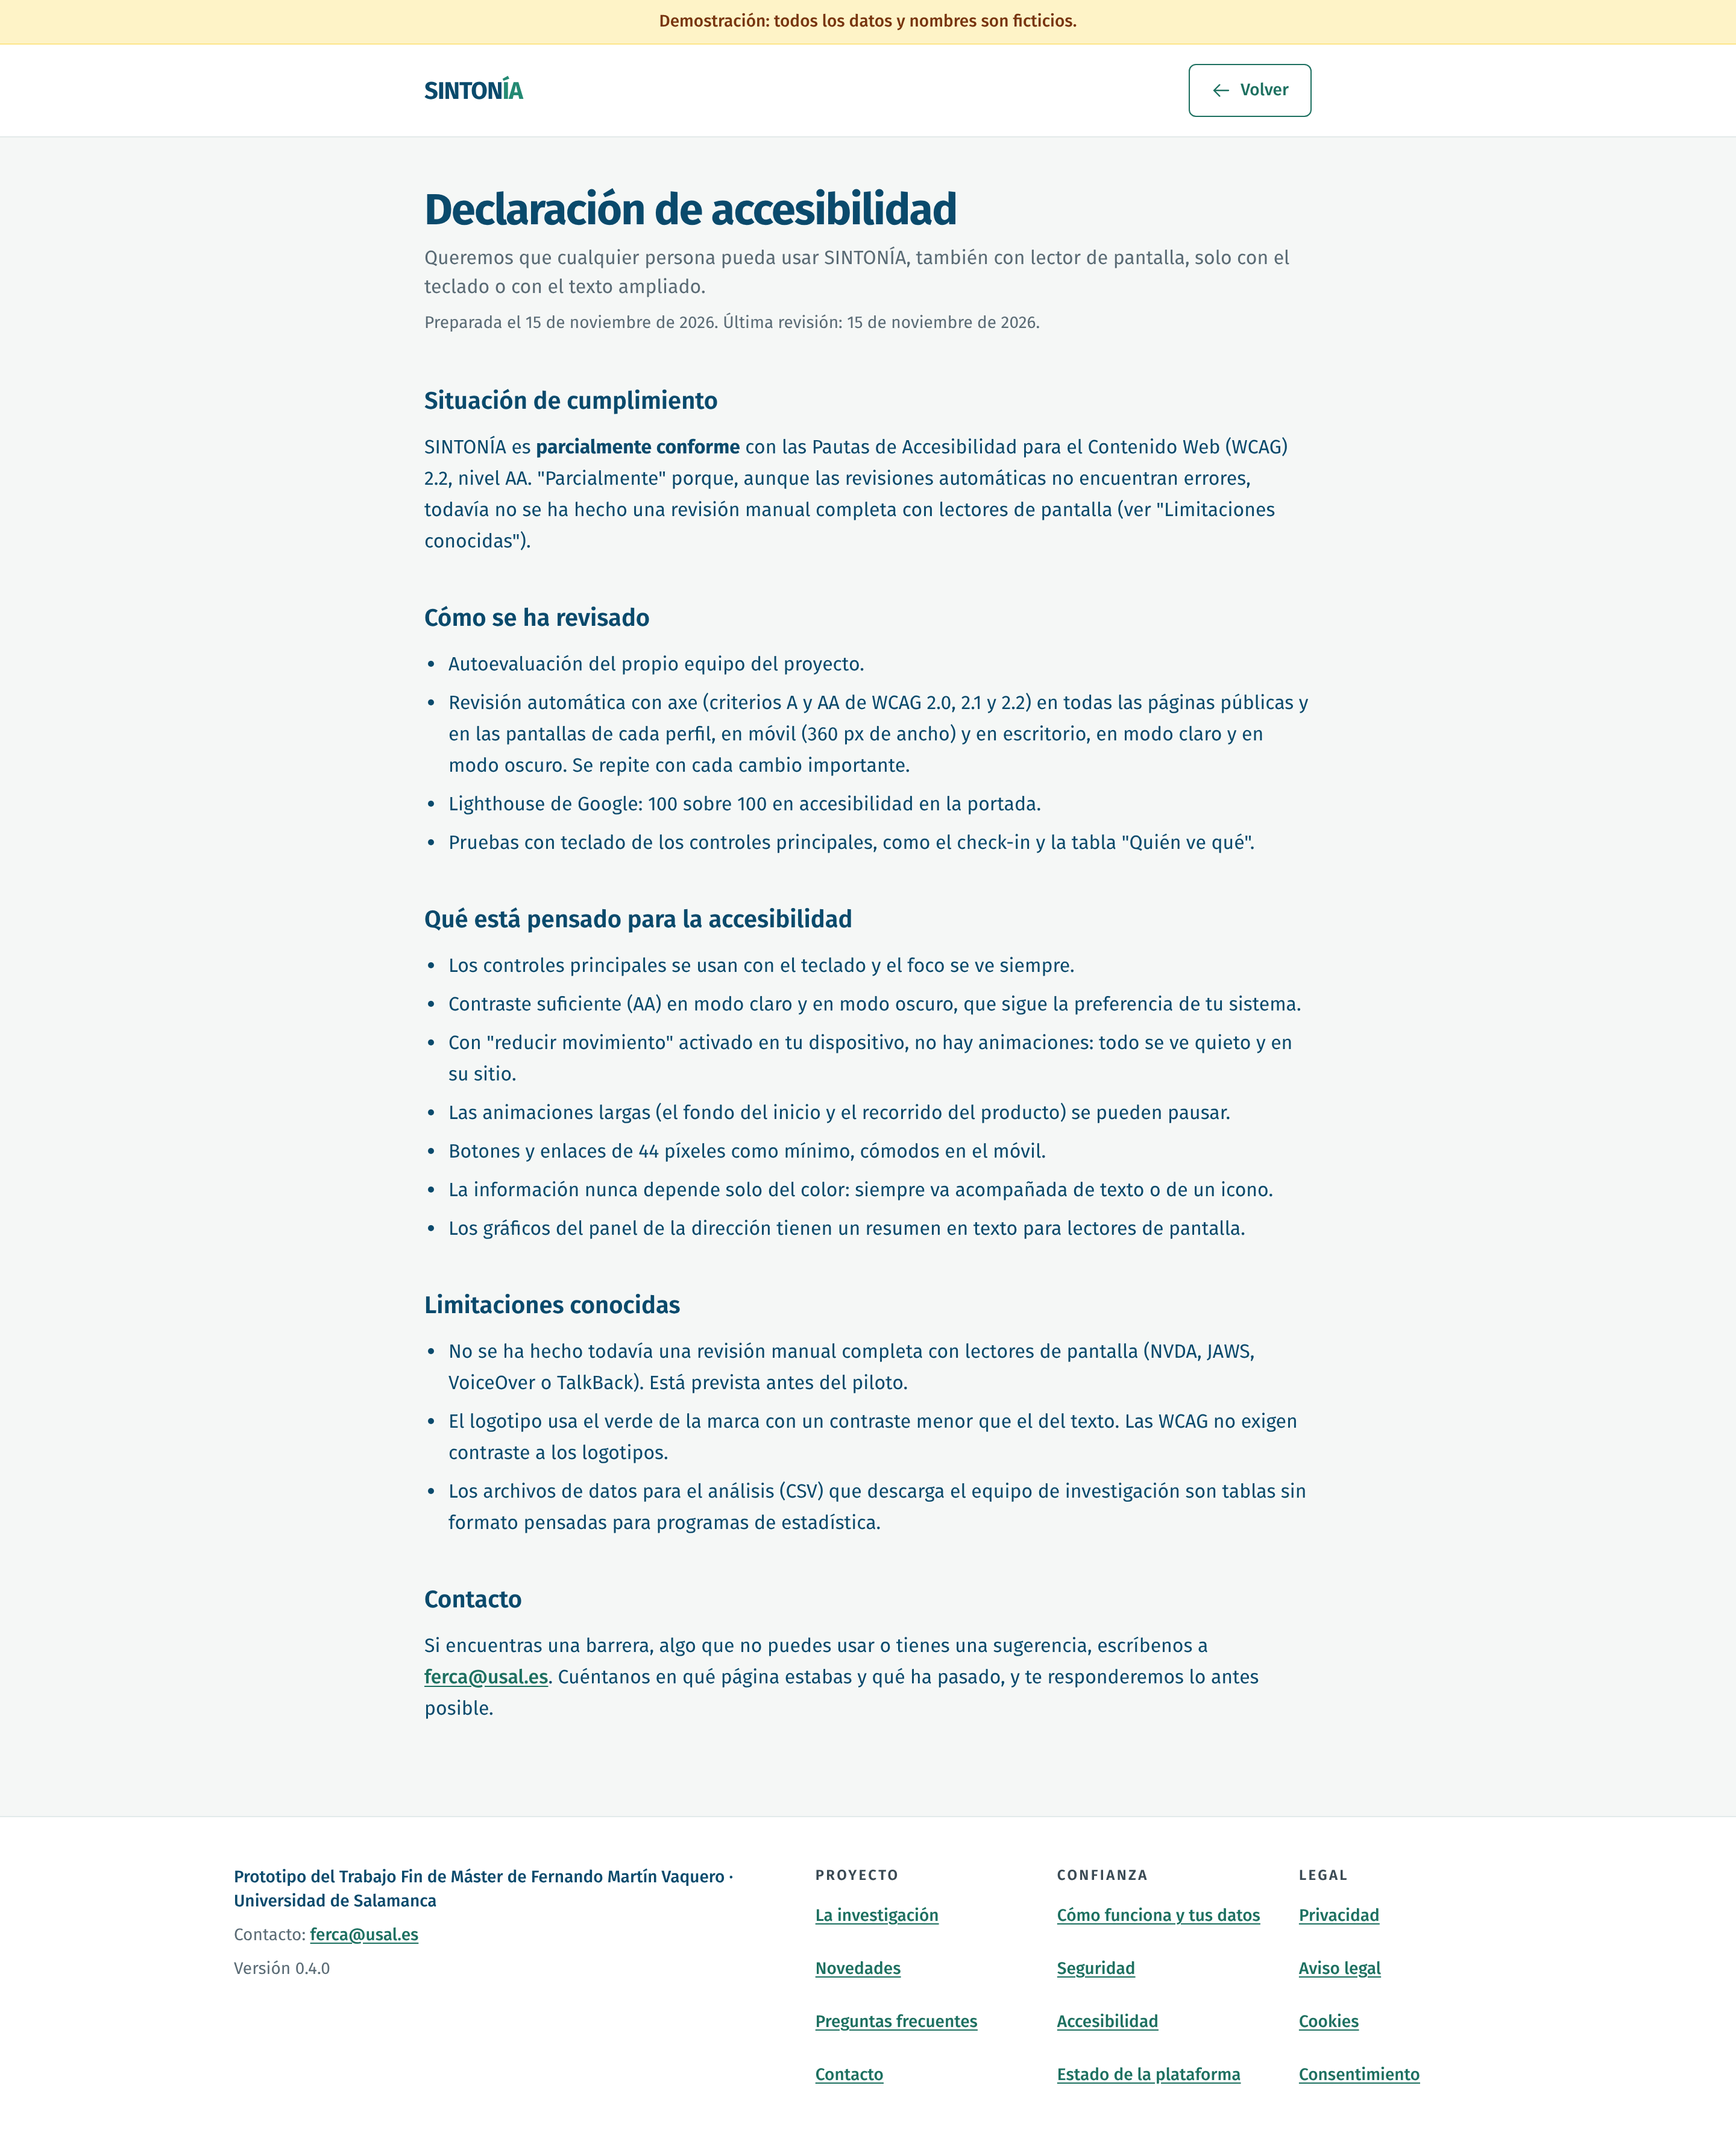 Demostración: todos los datos y nombres son ficticios.
SINTONÍA
← Volver
Declaración de accesibilidad
Queremos que cualquier persona pueda usar SINTONÍA, también con lector de pantalla, solo con el
teclado o con el texto ampliado.
Preparada el 15 de noviembre de 2026. Última revisión: 15 de noviembre de 2026.
Situación de cumplimiento
SINTONÍA es parcialmente conforme con las Pautas de Accesibilidad para el Contenido Web (WCAG)
2.2, nivel AA. "Parcialmente" porque, aunque las revisiones automáticas no encuentran errores,
todavía no se ha hecho una revisión manual completa con lectores de pantalla (ver "Limitaciones
conocidas").
Cómo se ha revisado
• Autoevaluación del propio equipo del proyecto.
• Revisión automática con axe (criterios A y AA de WCAG 2.0, 2.1 y 2.2) en todas las páginas públicas y
en las pantallas de cada perfil, en móvil (360 px de ancho) y en escritorio, en modo claro y en
modo oscuro. Se repite con cada cambio importante.
• Lighthouse de Google: 100 sobre 100 en accesibilidad en la portada.
• Pruebas con teclado de los controles principales, como el check-in y la tabla "Quién ve qué".
Qué está pensado para la accesibilidad
• Los controles principales se usan con el teclado y el foco se ve siempre.
• Contraste suficiente (AA) en modo claro y en modo oscuro, que sigue la preferencia de tu sistema.
• Con "reducir movimiento" activado en tu dispositivo, no hay animaciones: todo se ve quieto y en
su sitio.
• Las animaciones largas (el fondo del inicio y el recorrido del producto) se pueden pausar.
• Botones y enlaces de 44 píxeles como mínimo, cómodos en el móvil.
• La información nunca depende solo del color: siempre va acompañada de texto o de un icono.
• Los gráficos del panel de la dirección tienen un resumen en texto para lectores de pantalla.
Limitaciones conocidas
• No se ha hecho todavía una revisión manual completa con lectores de pantalla (NVDA, JAWS,
VoiceOver o TalkBack). Está prevista antes del piloto.
• El logotipo usa el verde de la marca con un contraste menor que el del texto. Las WCAG no exigen
contraste a los logotipos.
• Los archivos de datos para el análisis (CSV) que descarga el equipo de investigación son tablas sin
formato pensadas para programas de estadística.
Contacto
Si encuentras una barrera, algo que no puedes usar o tienes una sugerencia, escríbenos a
ferca@usal.es. Cuéntanos en qué página estabas y qué ha pasado, y te responderemos lo antes
posible.
Prototipo del Trabajo Fin de Máster de Fernando Martín Vaquero ·
Universidad de Salamanca
Contacto: ferca@usal.es
Versión 0.4.0
PROYECTO
La investigación
Novedades
Preguntas frecuentes
Contacto
CONFIANZA
Cómo funciona y tus datos
Seguridad
Accesibilidad
Estado de la plataforma
LEGAL
Privacidad
Aviso legal
Cookies
Consentimiento